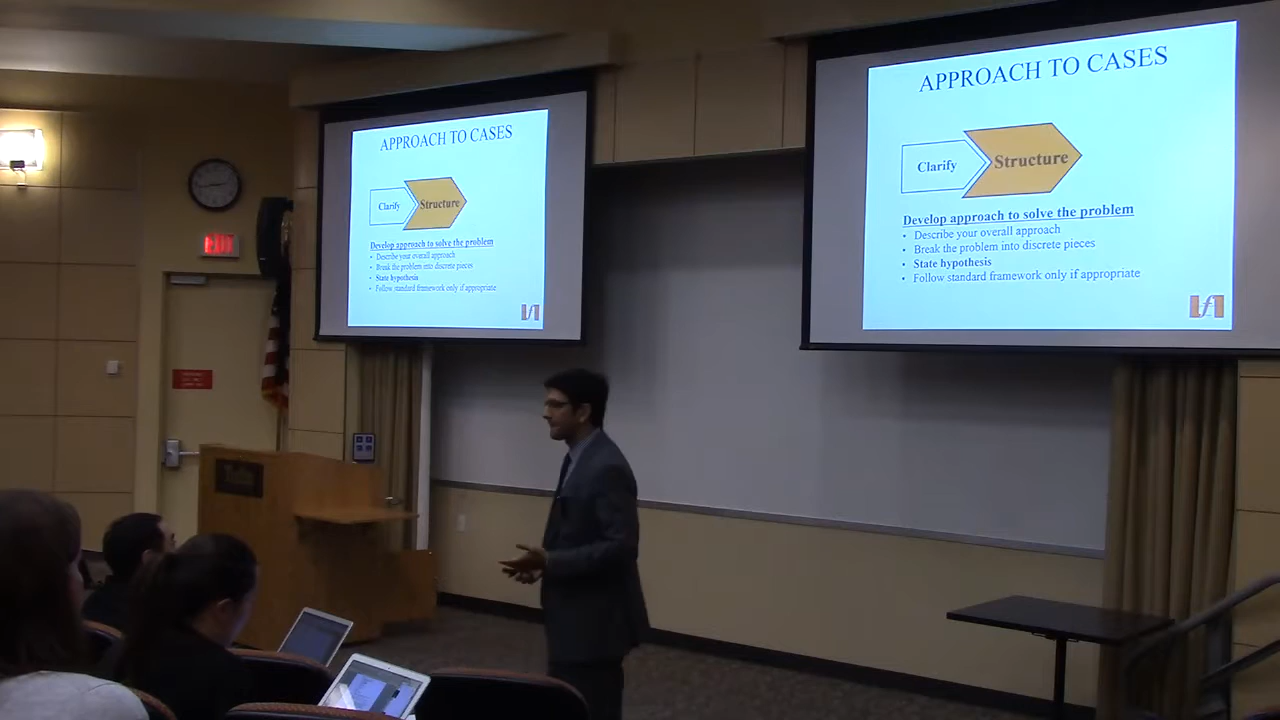 APPROACH TO CASES
Clarify
Structure
Develop approach to solve the problem
• Describe your overall approach
• Break the problem into discrete pieces
• State hypothesis
• Follow standard framework only if appropriate
APPROACH TO CASES
Clarify
Structure
Develop approach to solve the problem
• Describe your overall approach
• Break the problem into discrete pieces
• State hypothesis
• Follow standard framework only if appropriate
EXIT